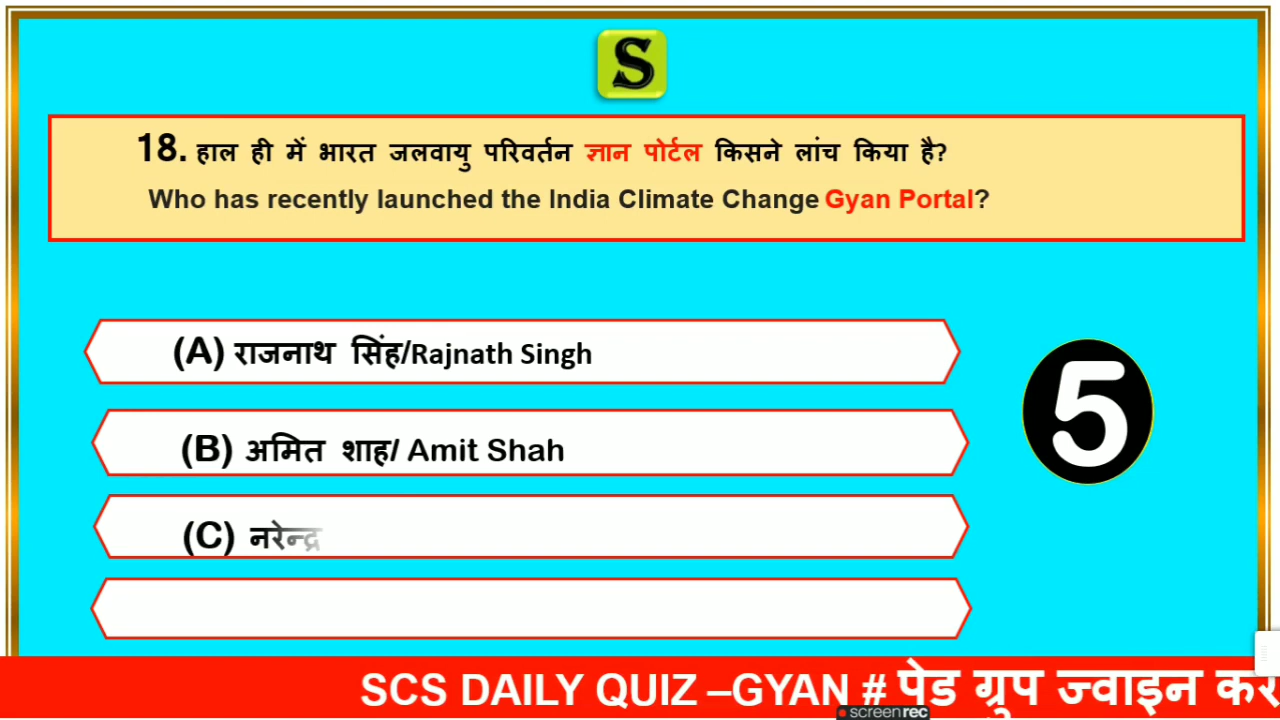 S
18. हाल ही में भारत जलवायु परिवर्तन ज्ञान पोर्टल किसने लांच किया है?
Who has recently launched the India Climate Change Gyan Portal?
(A) राजनाथ सिंह/Rajnath Singh
(B) अमित शाह/ Amit Shah
5
(C) नरेन्द्र
SCS DAILY QUIZ –GYAN # पेड ग्रुप ज्वाइन कर
screenrec